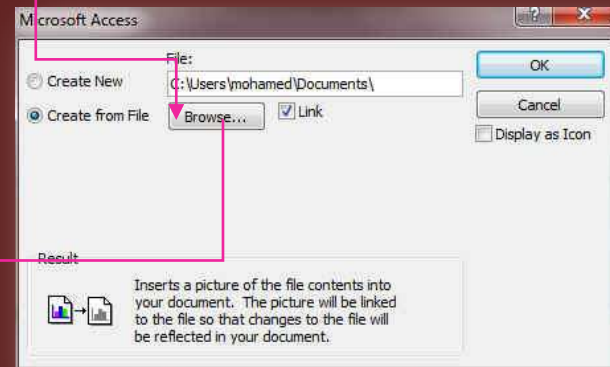 Microsoft Access
File:
Create New
C:\Users\mohamed\Documents\
OK
Create from File
Browse...
Link
Cancel
Display as Icon
Result
Inserts a picture of the file contents into
your document. The picture will be linked
to the file so that changes to the file will
be reflected in your document.